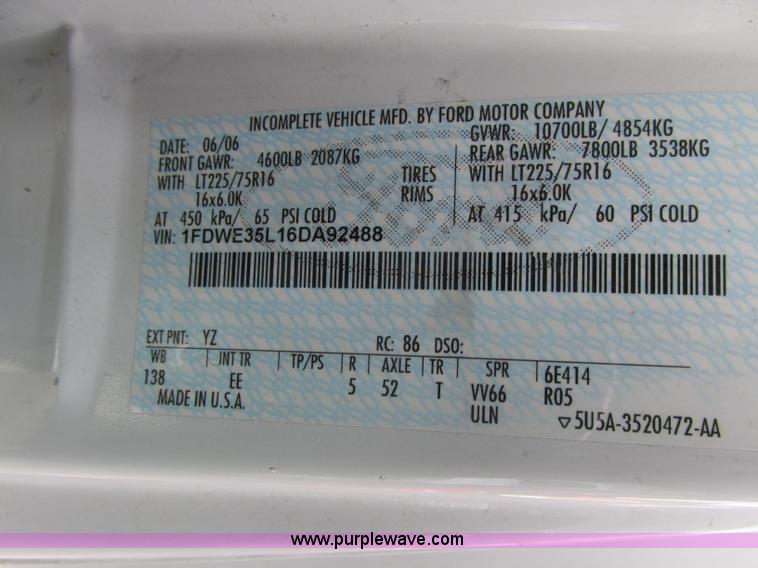 INCOMPLETE VEHICLE MFD. BY FORD MOTOR COMPANY
DATE: 06/06 GVWR: 10700LB/ 4854KG
FRONT GAWR: 4600LB 2087KG REAR GAWR: 7800LB 3538KG
WITH LT225/75R16 TIRES WITH LT225/75R16
16x6.0K RIMS 16x6.0K
AT 450 kPa/ 65 PSI COLD AT 415 kPa/ 60 PSI COLD
VIN: 1FDWE35L16DA92488
EXT PNT: YZ RC: 86 DSO:
WB INT TR TP/PS R AXLE TR SPR 6E414
138 EE 5 52 T VV66 R05
MADE IN U.S.A. ULN ▽5U5A-3520472-AA
www.purplewave.com